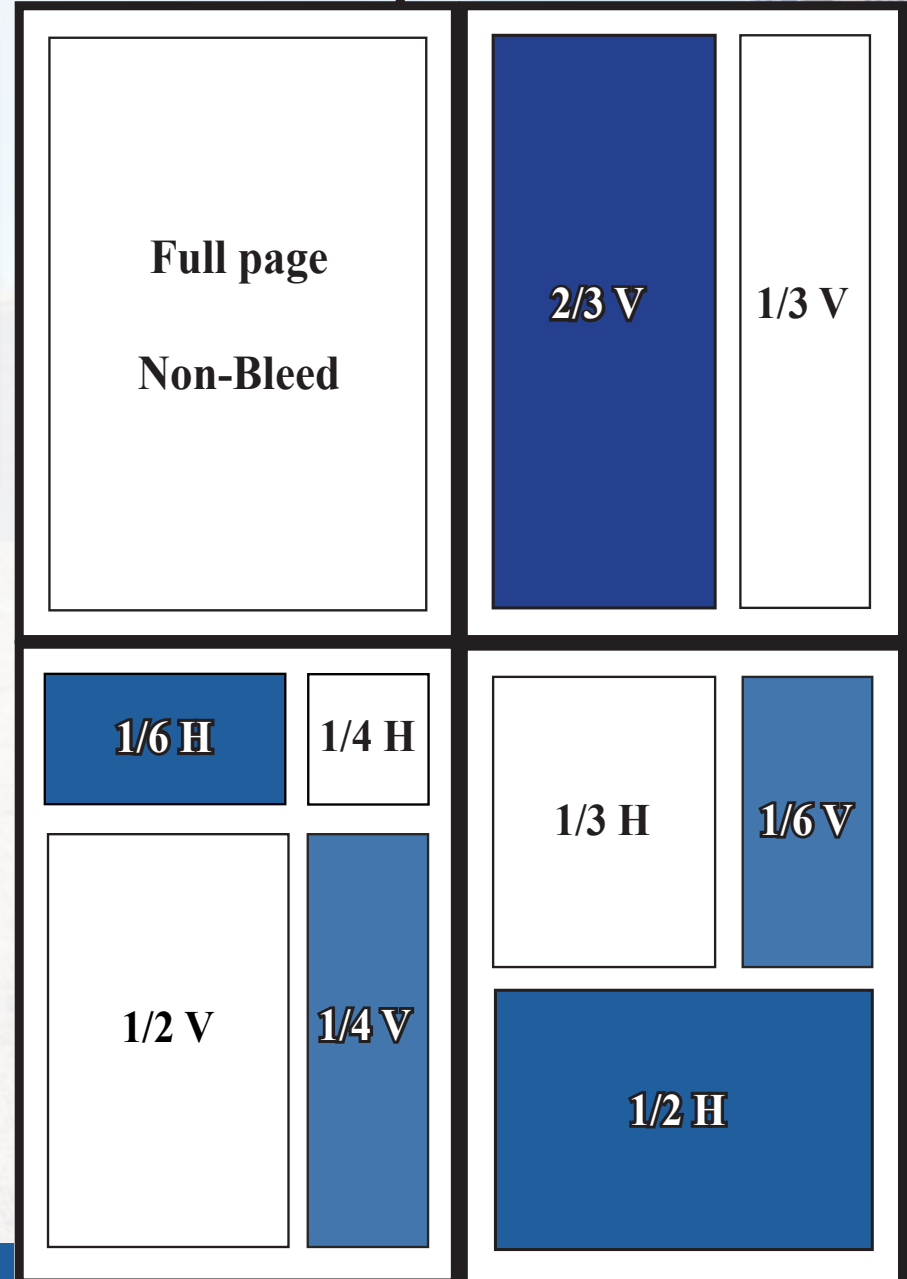 Full page
Non-Bleed
2/3 V
1/3 V
1/6 H
1/4 H
1/2 V
1/4 V
1/3 H
1/6 V
1/2 H